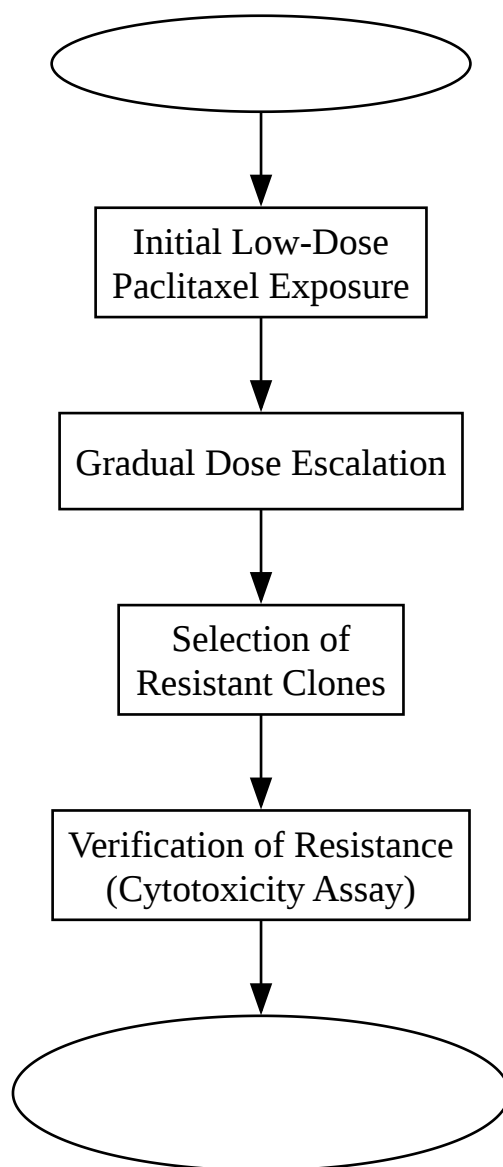 Initial Low-Dose
Paclitaxel Exposure
Gradual Dose Escalation
Selection of
Resistant Clones
Verification of Resistance
(Cytotoxicity Assay)